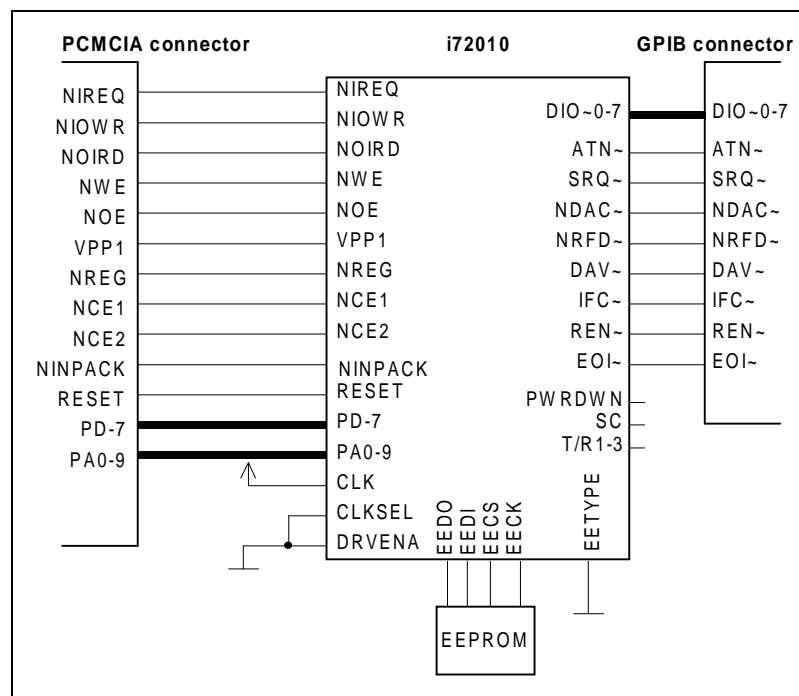 PCMCIA connector
i72010
GPIB connector
NIREQ
NIOWR
NOIRD
NWE
NOE
VPP1
NREG
NCE1
NCE2
NINPACK
RESET
PD-7
PA0-9
NIREQ
NIOWR
NOIRD
NWE
NOE
VPP1
NREG
NCE1
NCE2
NINPACK
RESET
PD-7
PA0-9
CLK
CLKSEL
DRVENA
DIO~0-7
ATN~
SRQ~
NDAC~
NRFD~
DAV~
IFC~
REN~
EOI~
PWRDWN
SC
T/R1-3
EEDO
EEDI
EECS
EECK
EETYPE
DIO~0-7
ATN~
SRQ~
NDAC~
NRFD~
DAV~
IFC~
REN~
EOI~
EEPROM